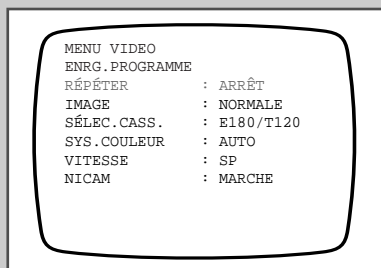 MENU VIDEO
ENRG.PROGRAMME
RÉPÉTER : ARRÊT
IMAGE : NORMALE
SÉLEC.CASS. : E180/T120
SYS.COULEUR : AUTO
VITESSE : SP
NICAM : MARCHE